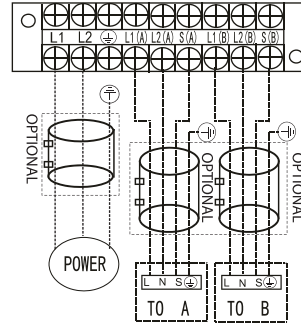 L1 L2 L1(A) L2(A) S(A) L1(B) L2(B) S(B)
OPTIONAL
OPTIONAL
OPTIONAL
POWER
L N S
TO A
L N S
TO B